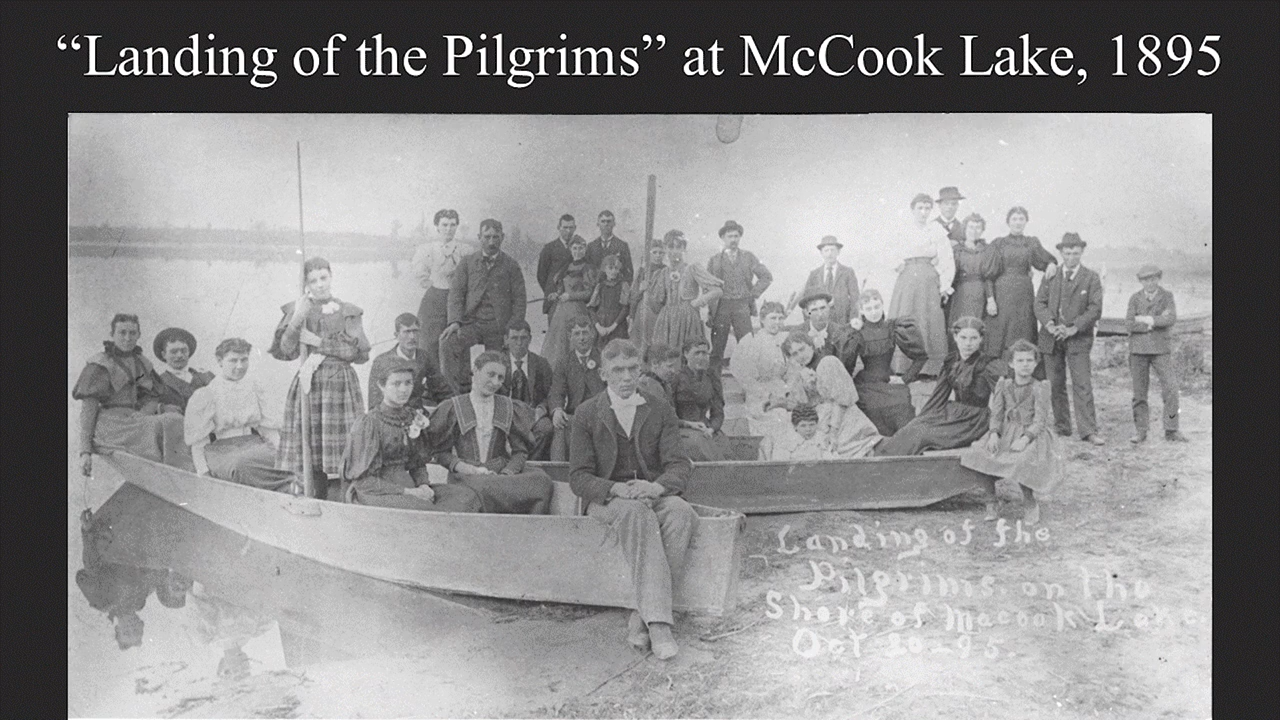 “Landing of the Pilgrims” at McCook Lake, 1895
Landing of the
Pilgrims. on the
Shore of Macook Lake.
Oct 20-95.